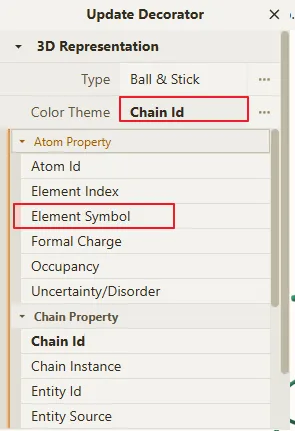 Update Decorator ×
▼ 3D Representation
Type Ball & Stick ...
Color Theme Chain Id ...
▼ Atom Property
Atom Id
Element Index
Element Symbol
Formal Charge
Occupancy
Uncertainty/Disorder
▼ Chain Property
Chain Id
Chain Instance
Entity Id
Entity Source